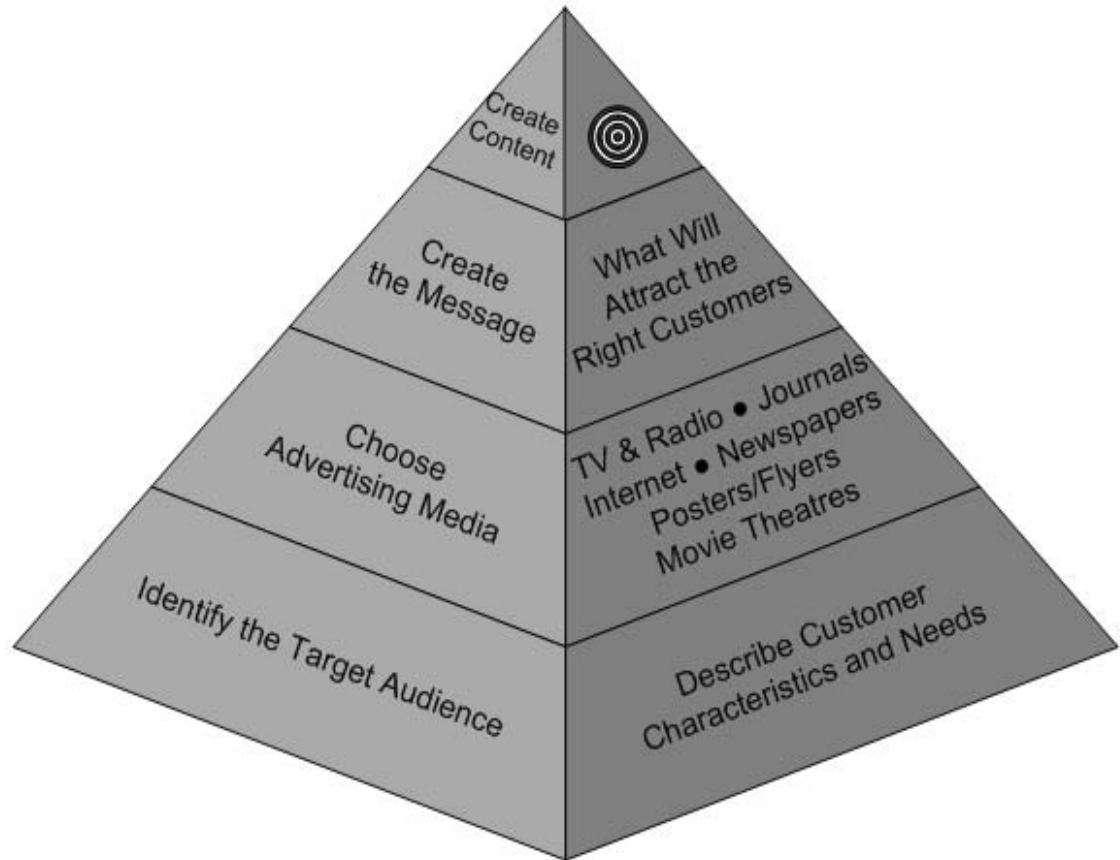 Create
Content
Create
the Message
What Will
Attract the
Right Customers
Choose
Advertising Media
TV & Radio ● Journals
Internet ● Newspapers
Posters/Flyers
Movie Theatres
Identify the Target Audience
Describe Customer
Characteristics and Needs